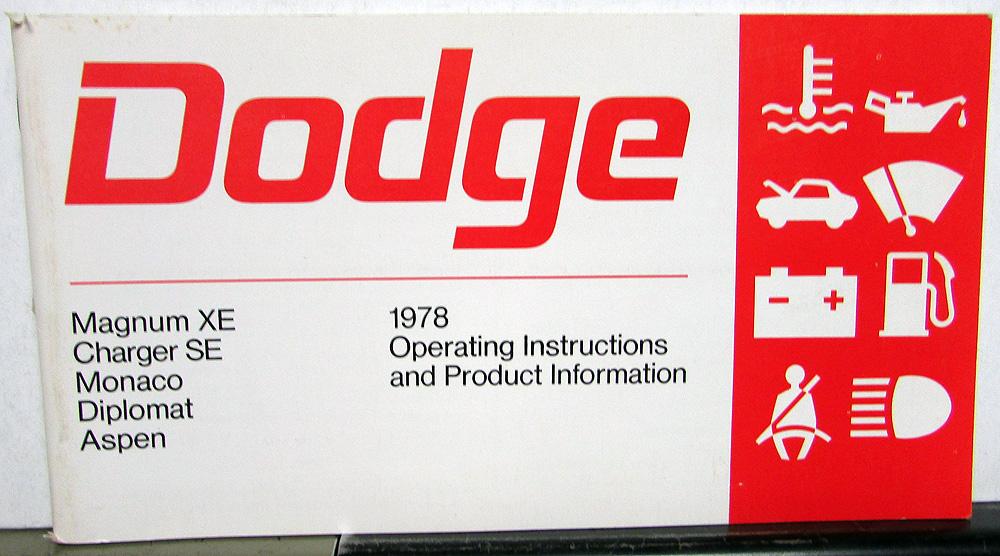 Dodge
Magnum XE
Charger SE
Monaco
Diplomat
Aspen
1978
Operating Instructions
and Product Information